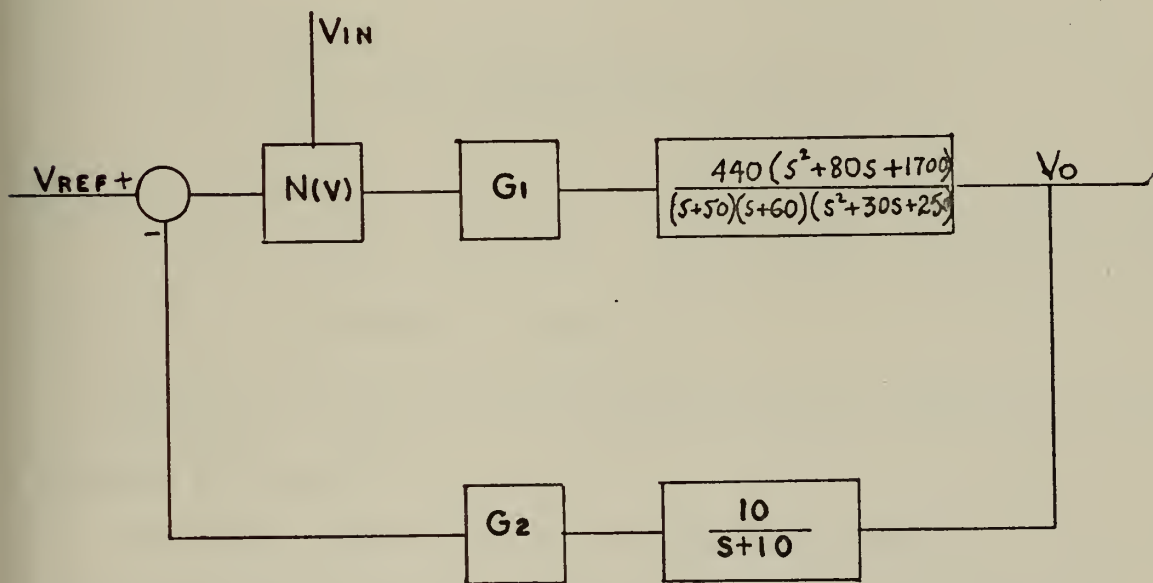 VIN
VREF +
-
N(V)
G1
440 (s²+80s+1700)
(s+50)(s+60)(s²+30s+250)
VO
G2
10
S+10